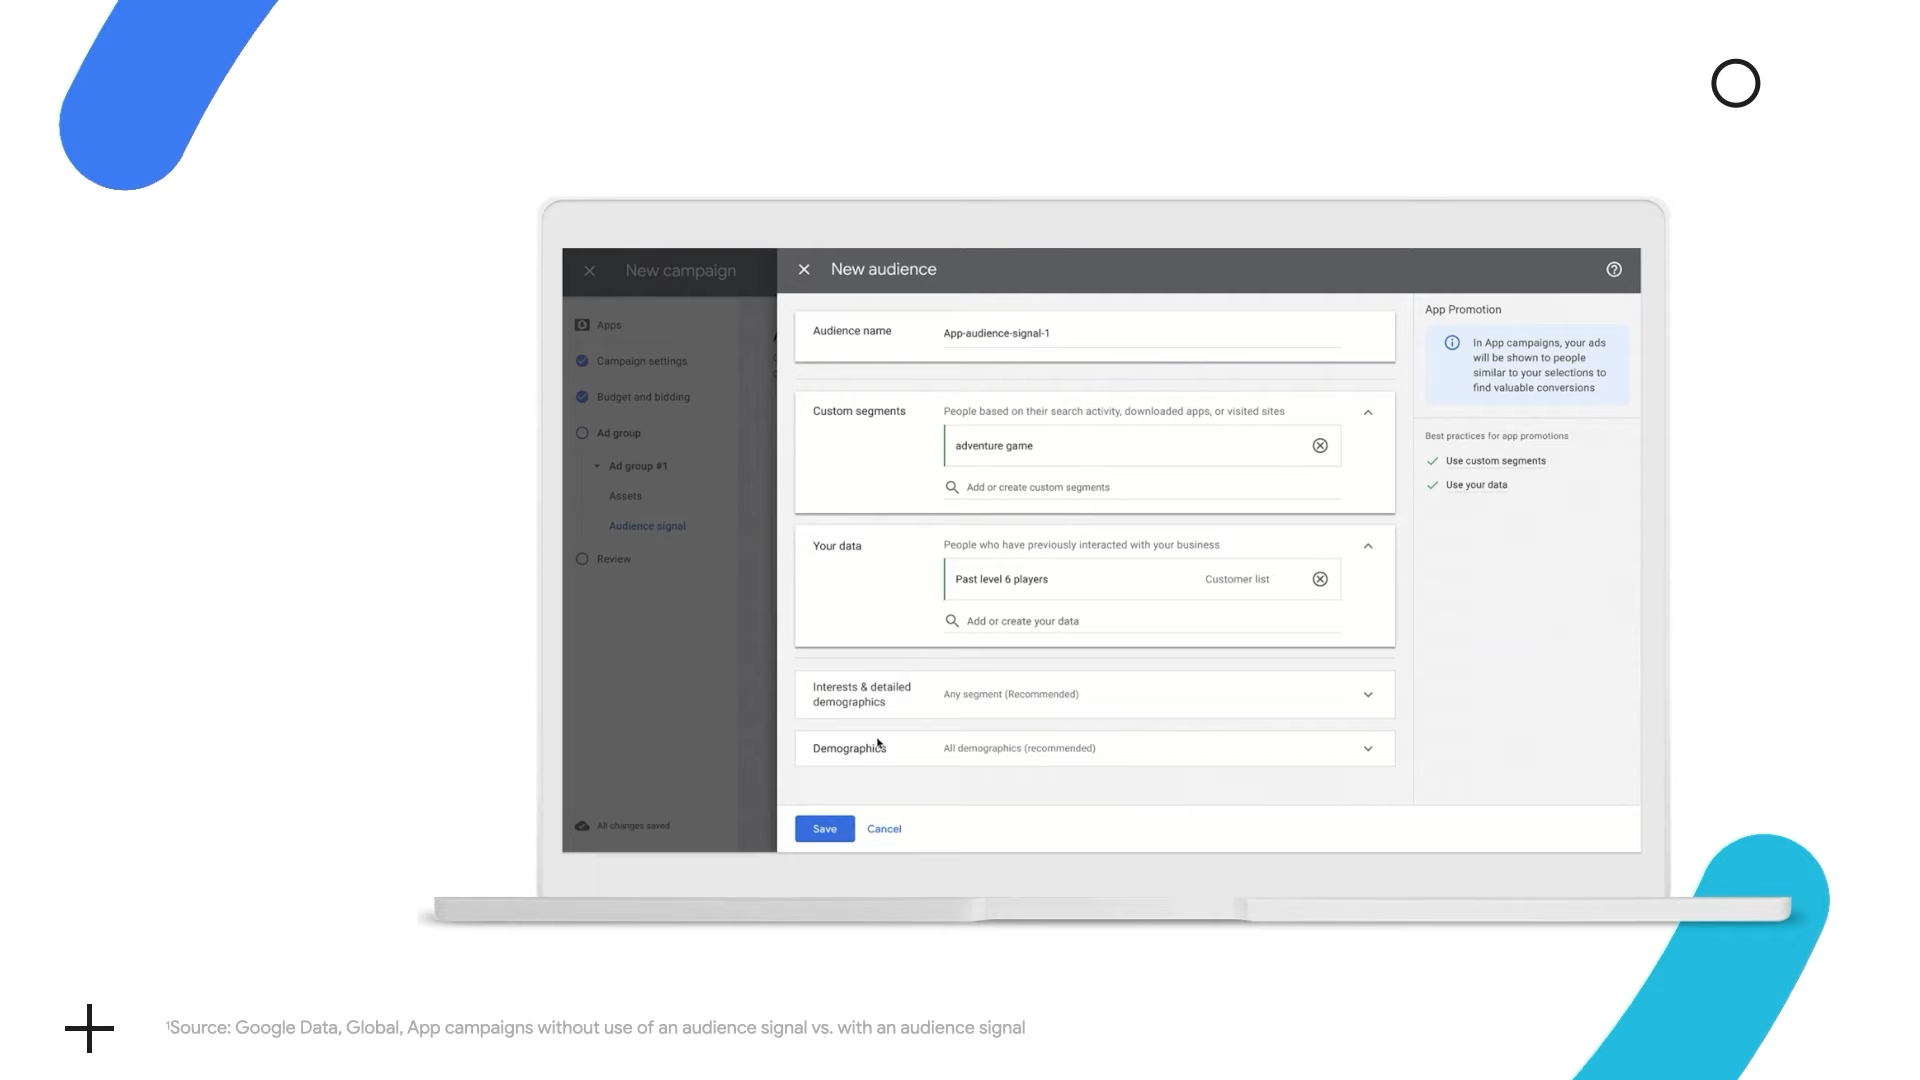 New campaign
Apps
Campaign settings
Budget and bidding
Ad group
Ad group #1
Assets
Audience signal
Review
All changes saved
New audience
Audience name
App-audience-signal-1
Custom segments
People based on their search activity, downloaded apps, or visited sites
adventure game
Add or create custom segments
Your data
People who have previously interacted with your business
Past level 6 players
Customer list
Add or create your data
Interests & detailed
demographics
Any segment (Recommended)
Demographics
All demographics (recommended)
Save
Cancel
App Promotion
In App campaigns, your ads
will be shown to people
similar to your selections to
find valuable conversions
Best practices for app promotions
Use custom segments
Use your data
¹Source: Google Data, Global, App campaigns without use of an audience signal vs. with an audience signal